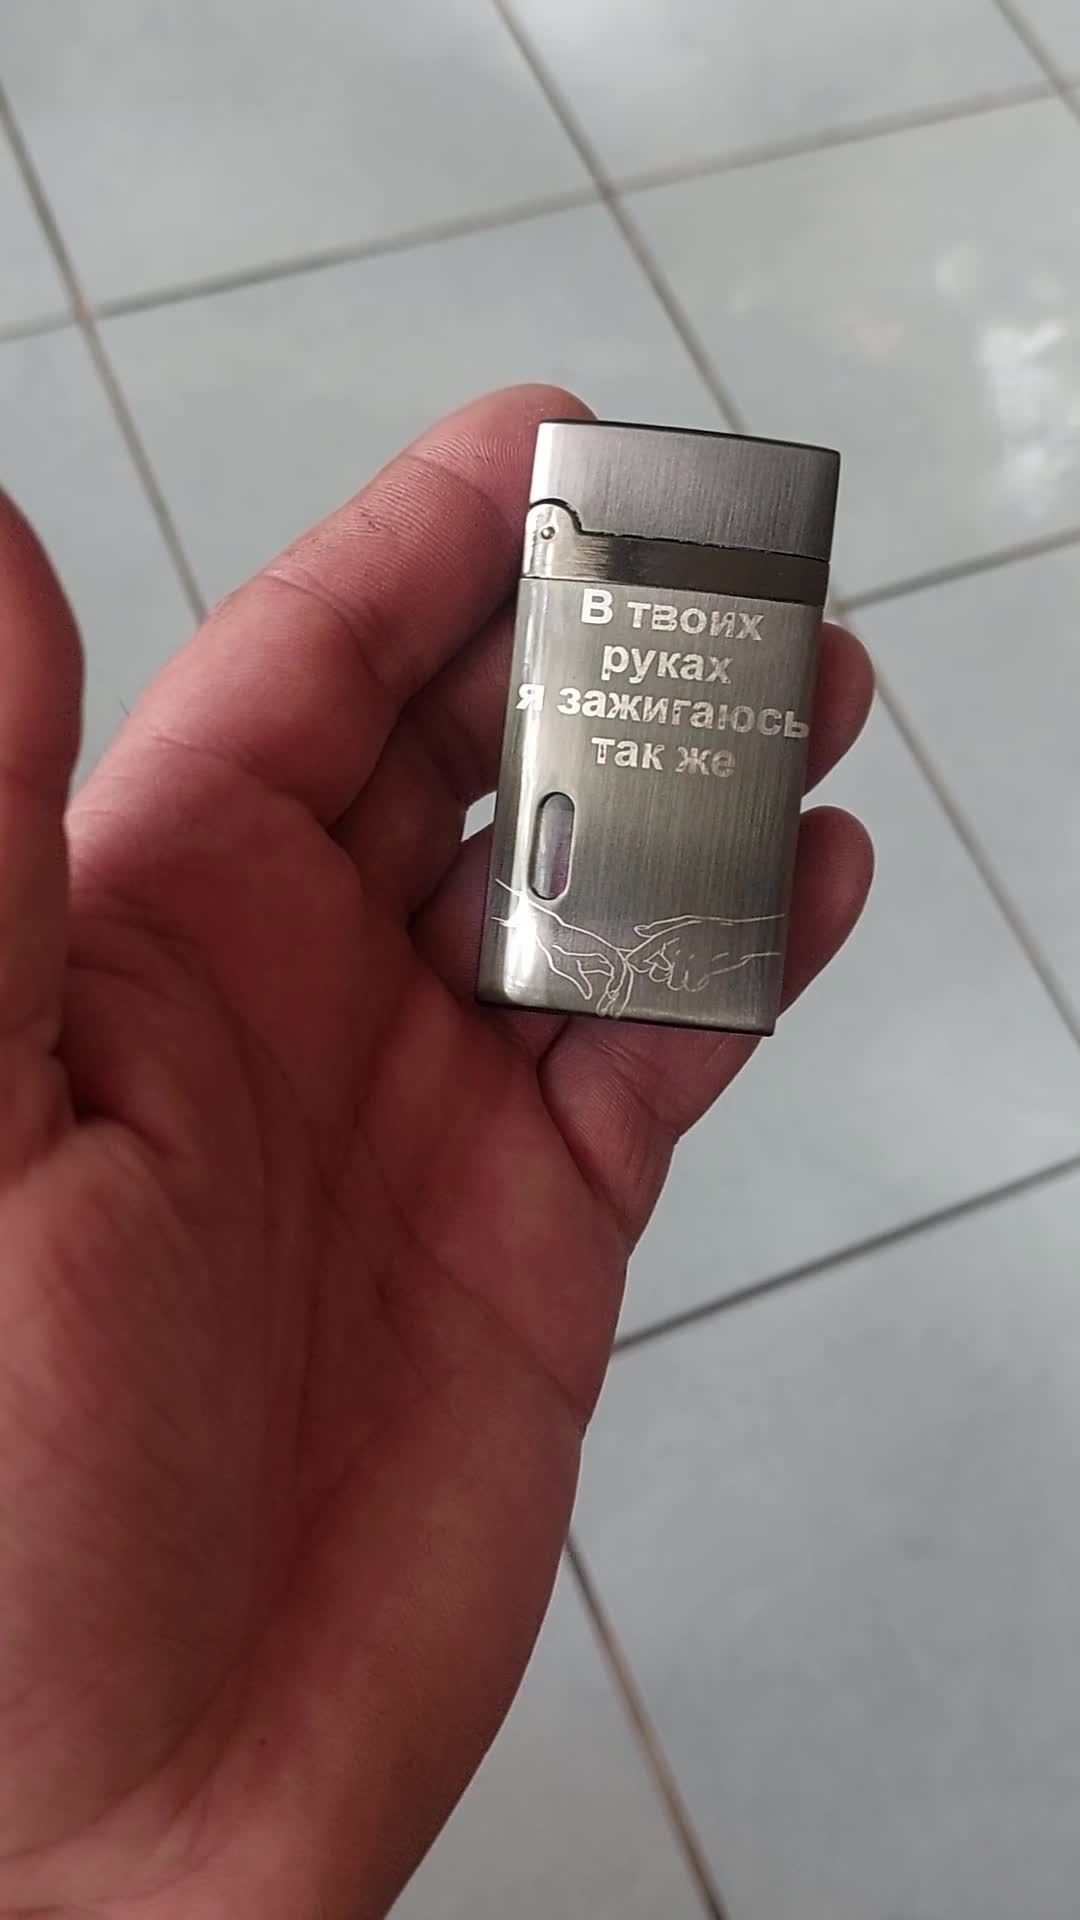 В твоих
руках
я зажигаюсь
так же